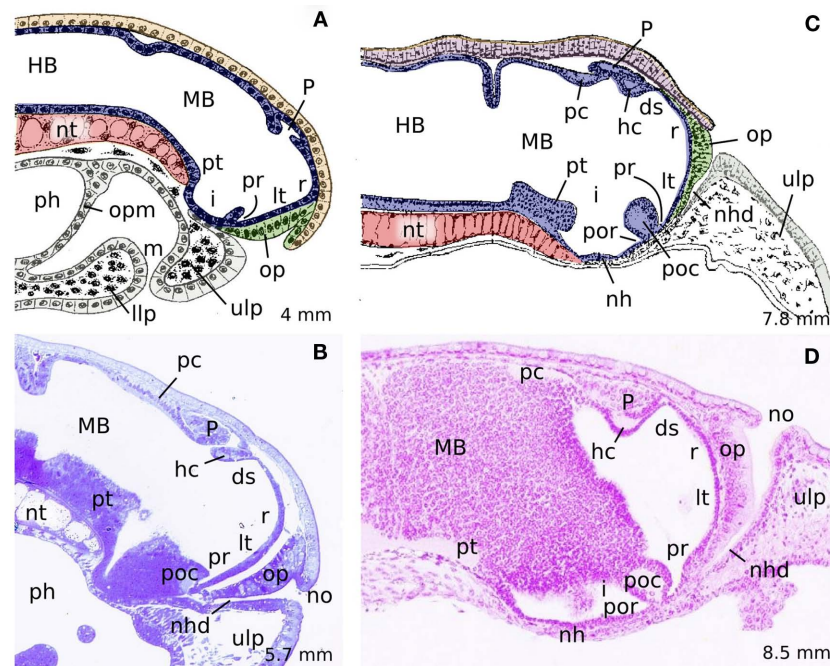 A
HB
MB
P
nt
pt
pr
lt
r
i
ph
opm
m
op
llp
ulp
4 mm
C
P
pc
hc
ds
HB
MB
r
op
pt
pr
lt
ulp
i
nt
nhd
por
poc
nh
7.8 mm
B
pc
MB
P
hc
ds
pt
nt
r
lt
pr
poc
op
ph
no
nhd
ulp
5.7 mm
D
pc
P
no
ds
hc
MB
r
op
lt
ulp
pt
pr
poc
nhd
i
por
nh
8.5 mm